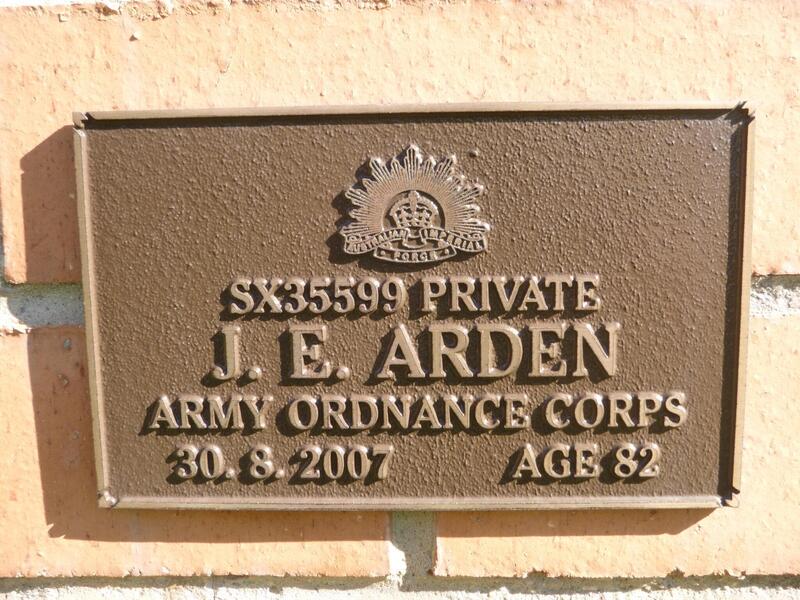 AUSTRALIAN IMPERIAL
FORCE
SX35599 PRIVATE
J. E. ARDEN
ARMY ORDNANCE CORPS
30. 8. 2007 AGE 82